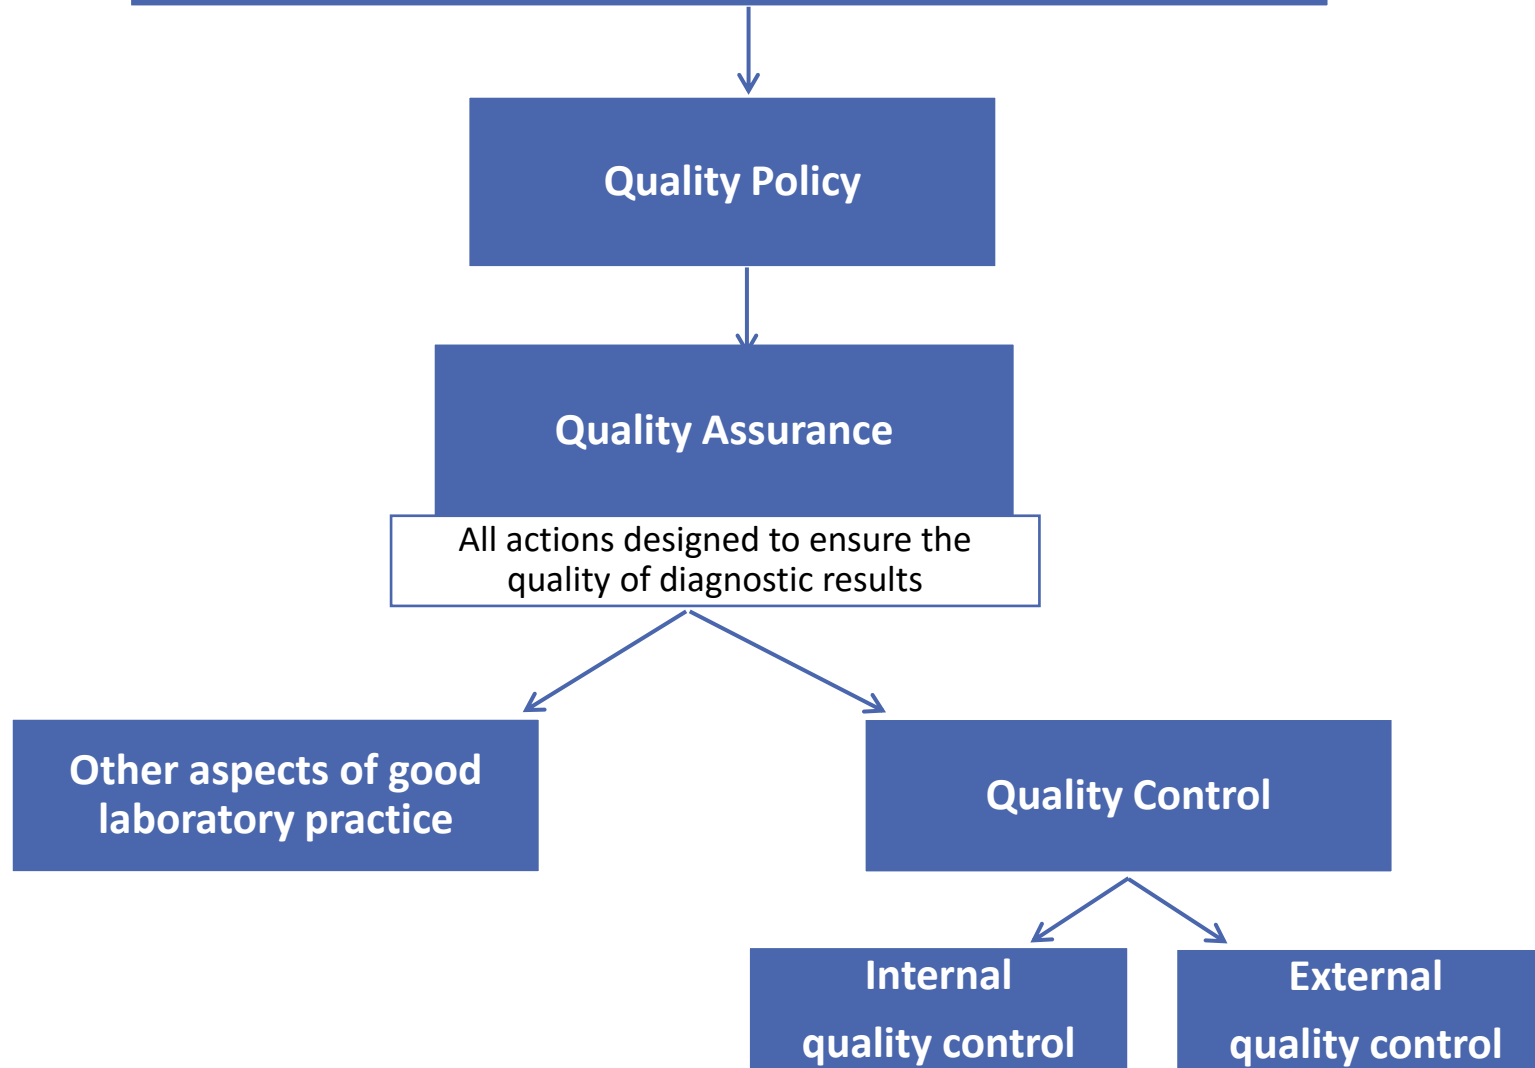 Quality Policy
Quality Assurance
All actions designed to ensure the
quality of diagnostic results
Other aspects of good
laboratory practice
Quality Control
Internal
quality control
External
quality control